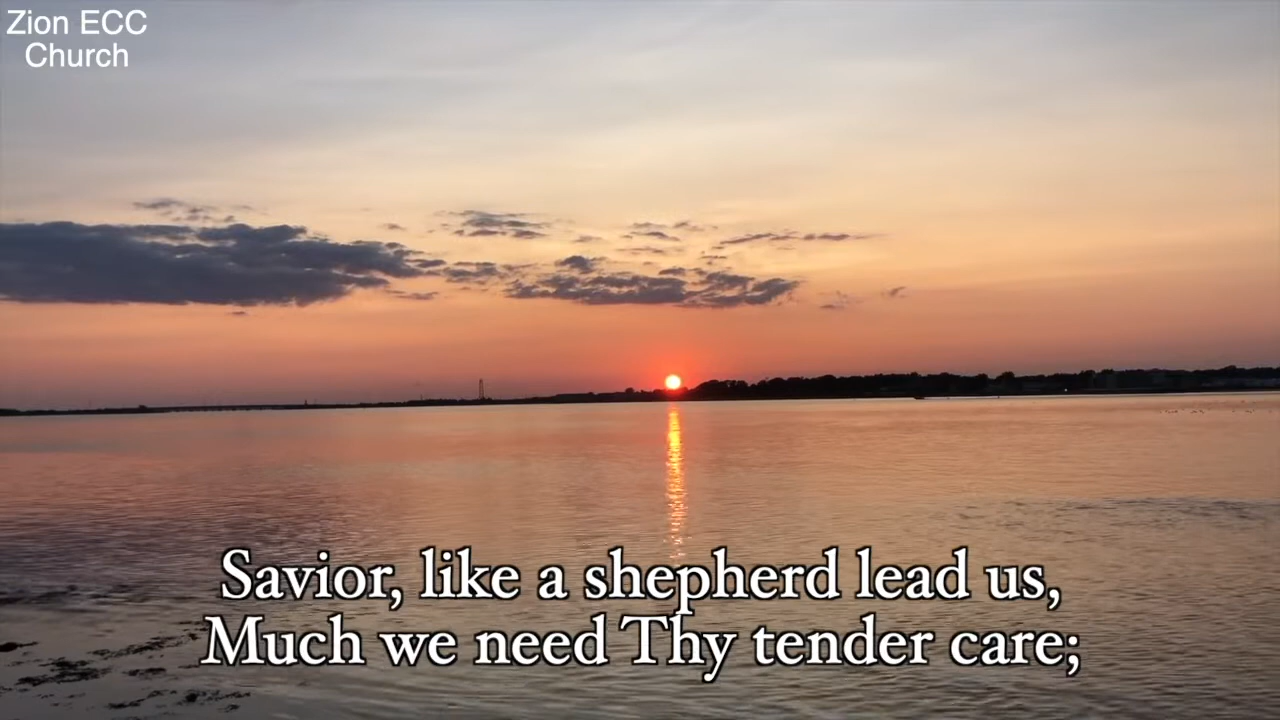 Zion ECC
Church
Savior, like a shepherd lead us,
Much we need Thy tender care;